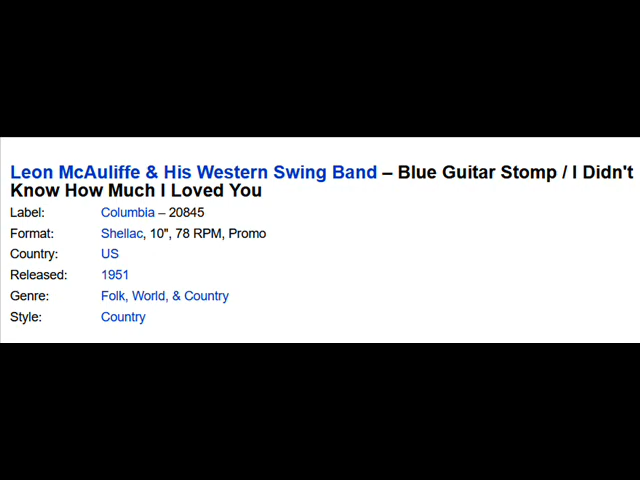 Leon McAuliffe & His Western Swing Band – Blue Guitar Stomp / I Didn't
Know How Much I Loved You
Label: Columbia – 20845
Format: Shellac, 10", 78 RPM, Promo
Country: US
Released: 1951
Genre: Folk, World, & Country
Style: Country